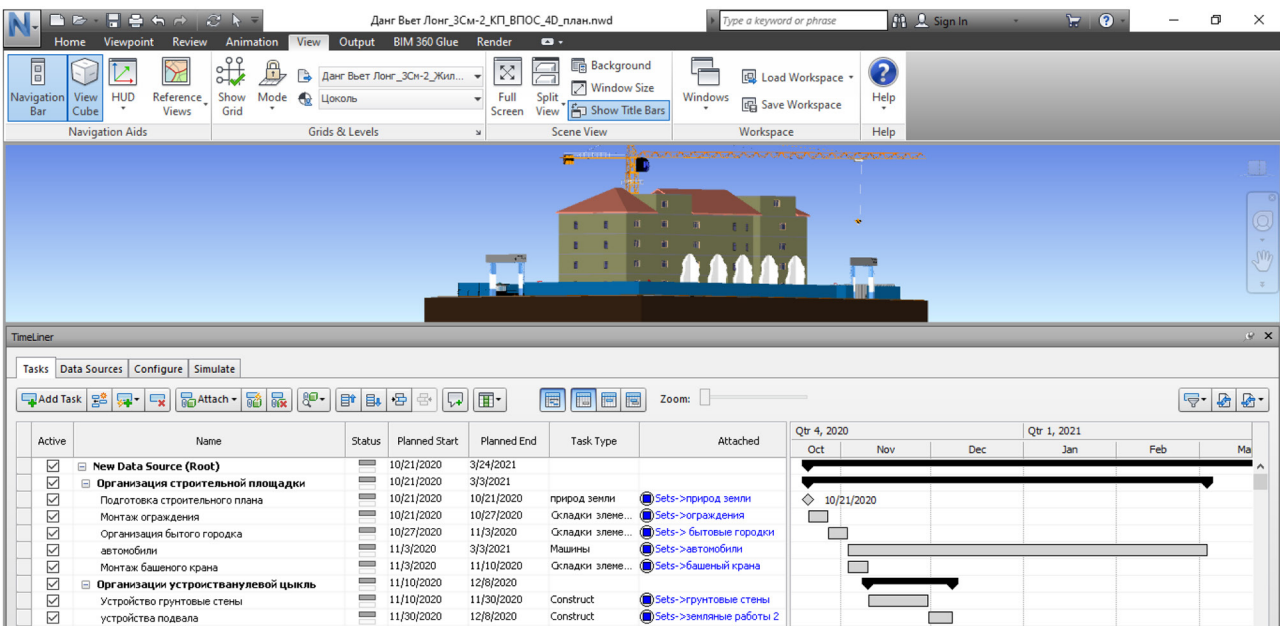 Данг Вьет Лонг_3См-2_КП_ВПОС_4D_план.nwd
Type a keyword or phrase
Sign In
Home Viewpoint Review Animation View Output BIM 360 Glue Render
Navigation Bar
View Cube
HUD
Reference Views
Navigation Aids
Show Grid
Mode
Данг Вьет Лонг_3См-2_Жил...
Цоколь
Grids & Levels
Full Screen
Split View
Background
Window Size
Show Title Bars
Scene View
Windows
Load Workspace
Save Workspace
Workspace
Help
Help
TimeLiner
Tasks Data Sources Configure Simulate
Add Task Attach Zoom:
Active Name Status Planned Start Planned End Task Type Attached
Qtr 4, 2020 Qtr 1, 2021
Oct Nov Dec Jan Feb Ma
New Data Source (Root) 10/21/2020 3/24/2021
Организация строительной площадки 10/21/2020 3/3/2021
Подготовка строительного плана 10/21/2020 10/21/2020 природ земли Sets->природ земли 10/21/2020
Монтаж ограждения 10/21/2020 10/27/2020 Складки элеме... Sets->ограждения
Организация бытого городка 10/27/2020 11/3/2020 Складки элеме... Sets-> бытовые городки
автомобили 11/3/2020 3/3/2021 Машины Sets->автомобили
Монтаж башеного крана 11/3/2020 11/10/2020 Складки элеме... Sets->башеный крана
Организации устроистванулевой цыкль 11/10/2020 12/8/2020
Устройство грунтовые стены 11/10/2020 11/30/2020 Construct Sets->грунтовые стены
устройства подвала 11/30/2020 12/8/2020 Construct Sets->земляные работы 2